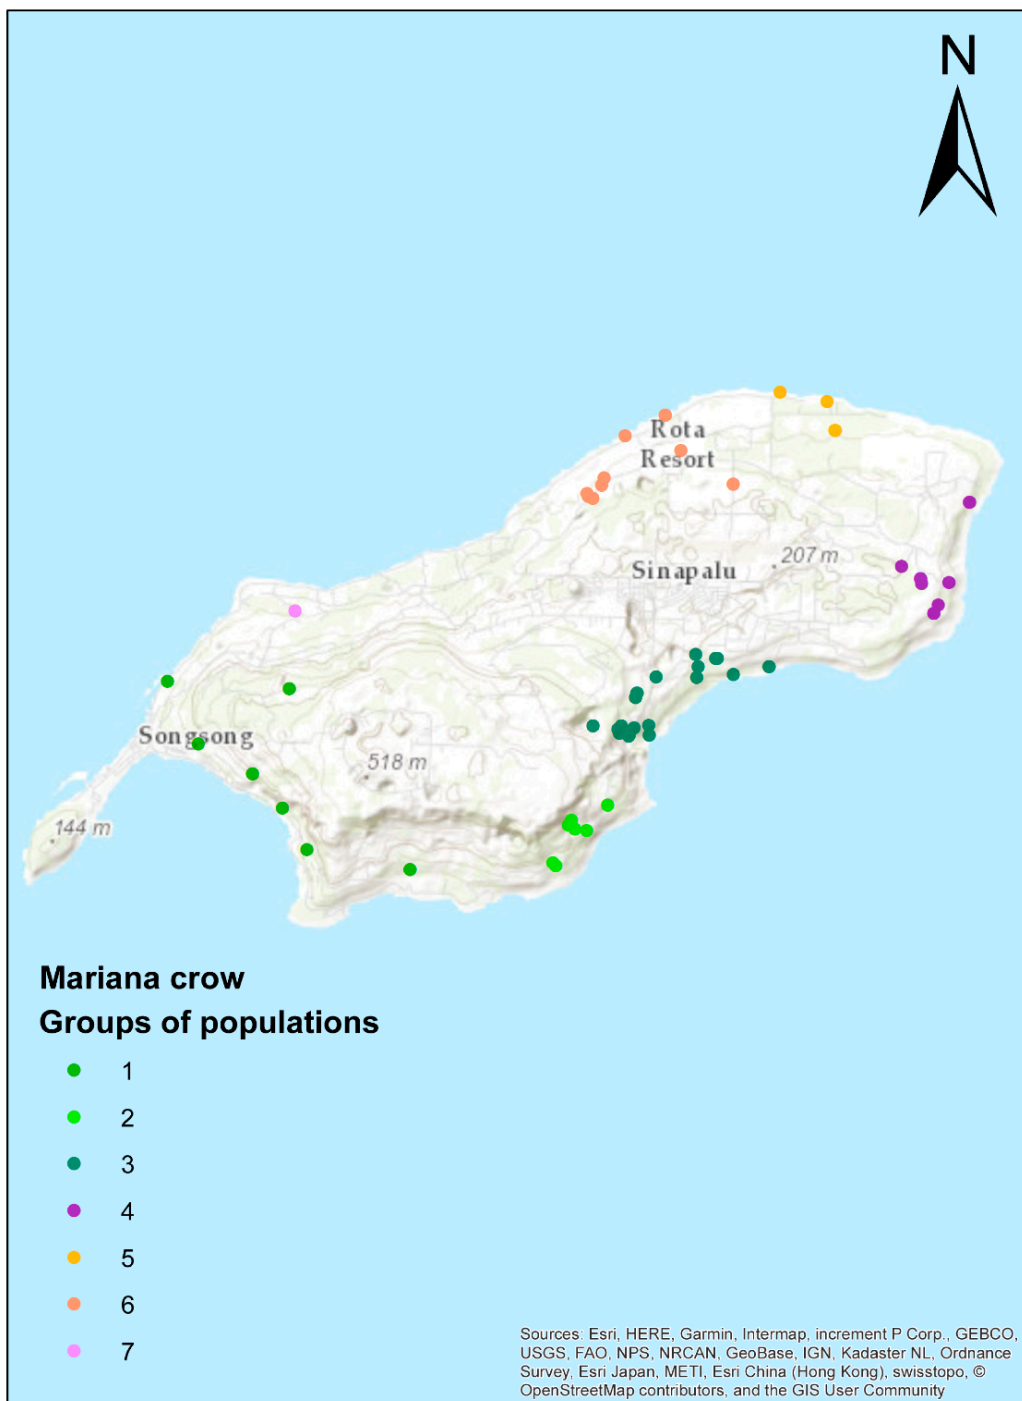 N
Rota
Resort
207 m
Sinapalu
Songsong
518 m
144 m
Mariana crow
Groups of populations
1
2
3
4
5
6
7
Sources: Esri, HERE, Garmin, Intermap, increment P Corp., GEBCO,
USGS, FAO, NPS, NRCAN, GeoBase, IGN, Kadaster NL, Ordnance
Survey, Esri Japan, METI, Esri China (Hong Kong), swisstopo, ©
OpenStreetMap contributors, and the GIS User Community